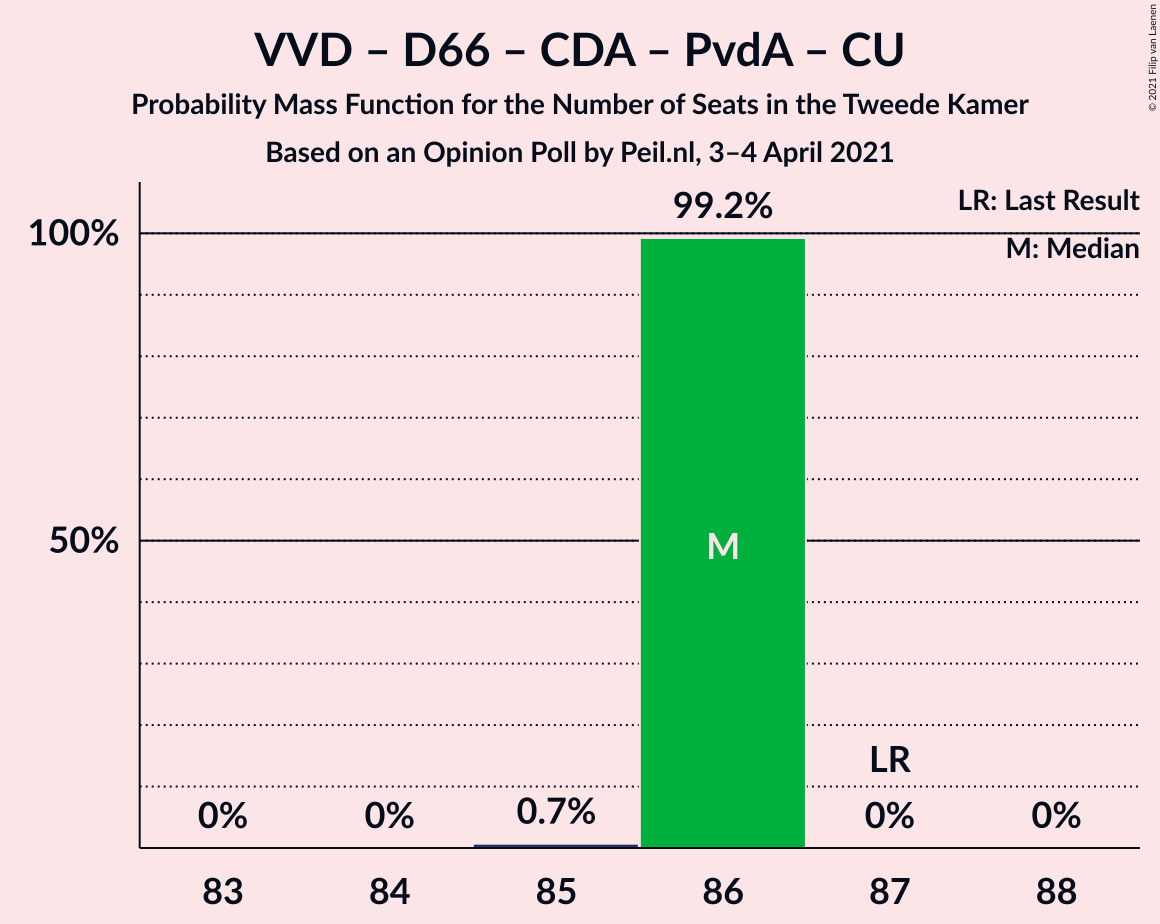 VVD – D66 – CDA – PvdA – CU
Probability Mass Function for the Number of Seats in the Tweede Kamer
Based on an Opinion Poll by Peil.nl, 3–4 April 2021
© 2021 Filip van Laenen
LR: Last Result
M: Median
100%
50%
99.2%
M
LR
0%
0%
0.7%
0%
0%
83
84
85
86
87
88